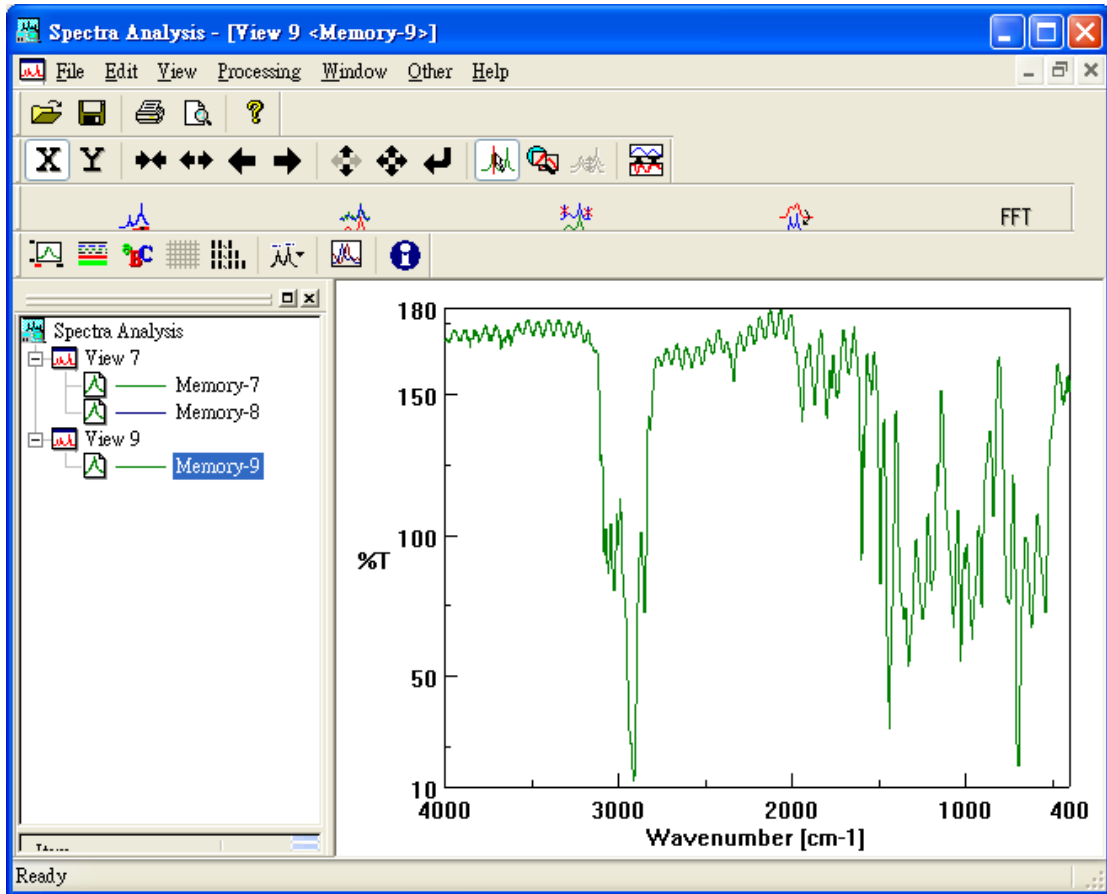 Spectra Analysis - [View 9 <Memory-9>]
File Edit View Processing Window Other Help
X Y
FFT
ABC
Spectra Analysis
View 7
Memory-7
Memory-8
View 9
Memory-9
180
150
100
%T
50
10
4000 3000 2000 1000 400
Wavenumber [cm-1]
Ready